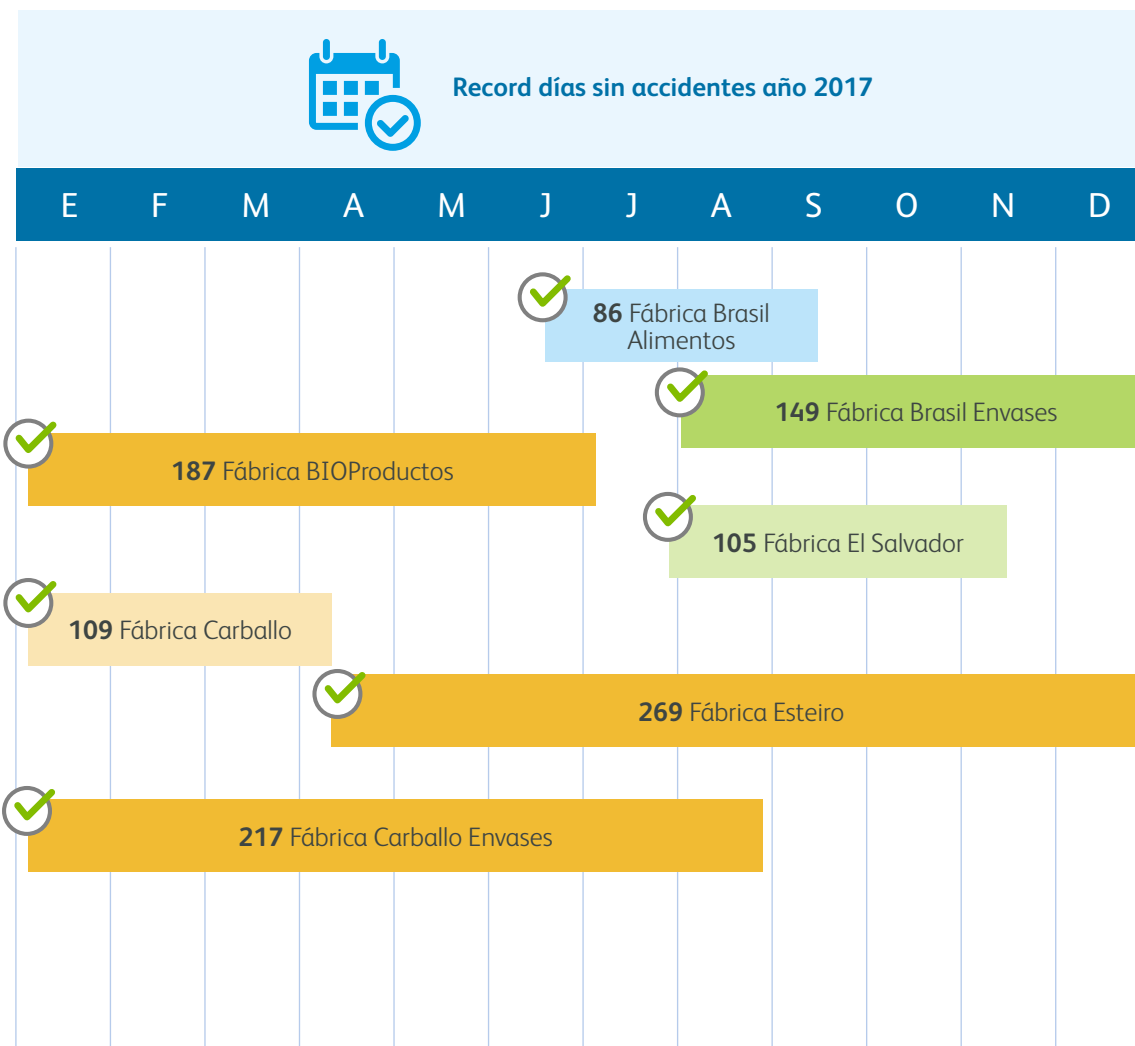 Record días sin accidentes año 2017
E F M A M J J A S O N D
86 Fábrica Brasil
Alimentos
149 Fábrica Brasil Envases
187 Fábrica BIOProductos
105 Fábrica El Salvador
109 Fábrica Carballo
269 Fábrica Esteiro
217 Fábrica Carballo Envases